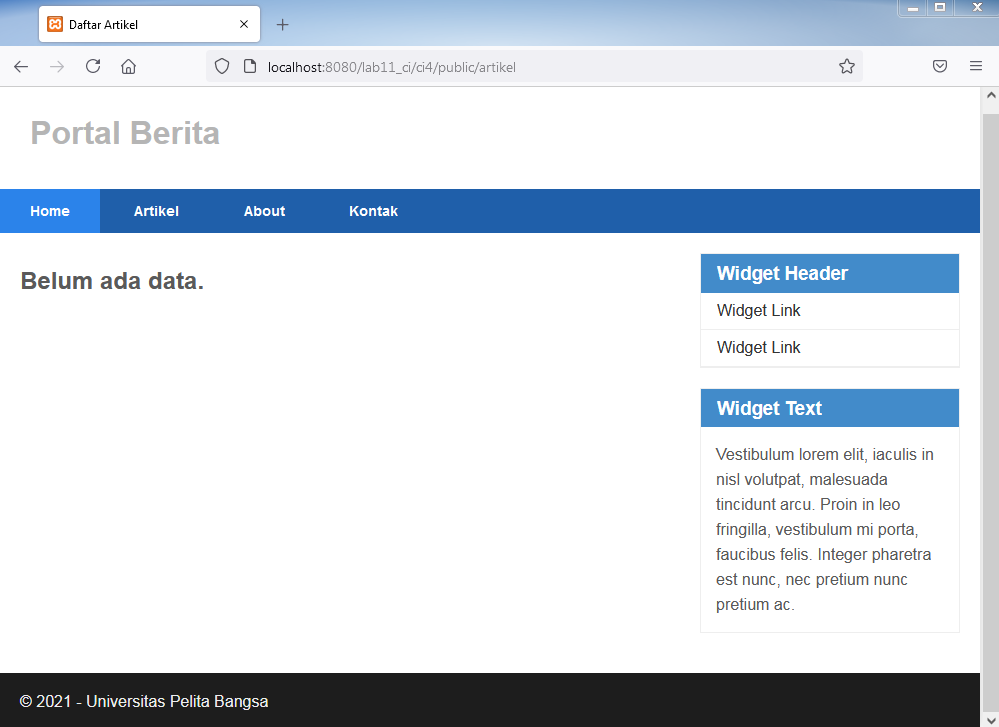 Daftar Artikel
localhost:8080/lab11_ci/ci4/public/artikel
Portal Berita
Home Artikel About Kontak
Belum ada data.
Widget Header
Widget Link
Widget Link
Widget Text
Vestibulum lorem elit, iaculis in
nisl volutpat, malesuada
tincidunt arcu. Proin in leo
fringilla, vestibulum mi porta,
faucibus felis. Integer pharetra
est nunc, nec pretium nunc
pretium ac.
© 2021 - Universitas Pelita Bangsa